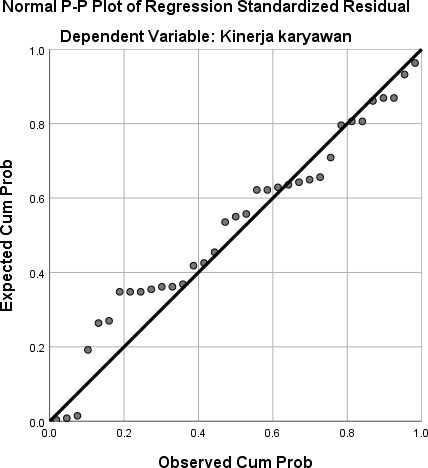 Normal P-P Plot of Regression Standardized Residual
Dependent Variable: Kinerja karyawan
1.0
0.8
0.6
0.4
0.2
0.0
Expected Cum Prob
0.0 0.2 0.4 0.6 0.8 1.0
Observed Cum Prob